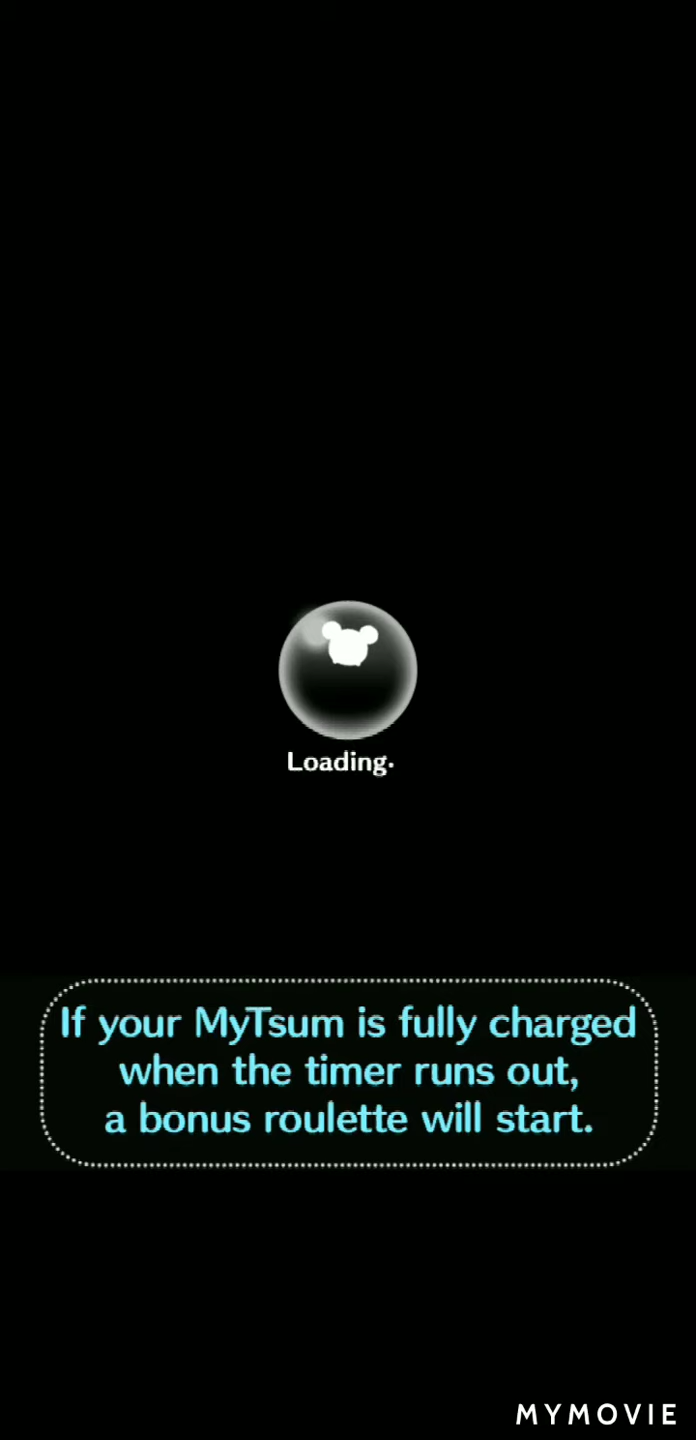 Loading.
If your MyTsum is fully charged
when the timer runs out,
a bonus roulette will start.
MYMOVIE